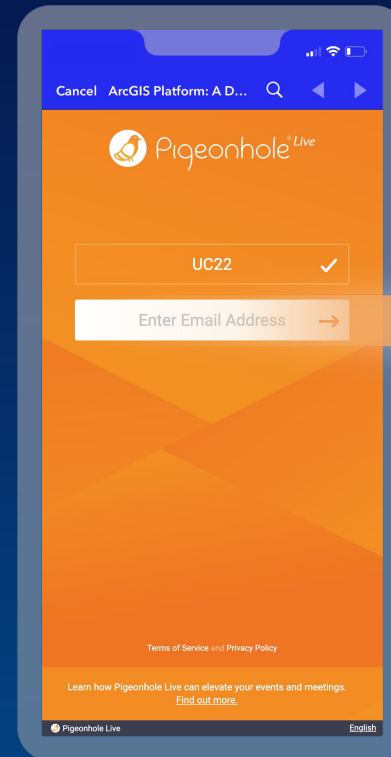 Cancel ArcGIS Platform: A D...
Pigeonhole Live
UC22
Enter Email Address
Terms of Service and Privacy Policy
Learn how Pigeonhole Live can elevate your events and meetings.
Find out more.
Pigeonhole Live English